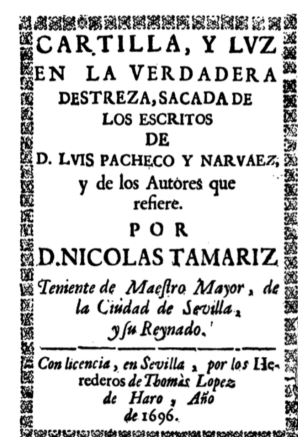 CARTILLA, Y LVZ
EN LA VERDADERA
DESTREZA, SACADA DE
LOS ESCRITOS
DE
D. LVIS PACHECO Y NARVAEZ,
y de los Autores que
refiere.
POR
D. NICOLAS TAMARIZ
Teniente de Maeſtro Mayor, de
la Ciudad de Sevilla,
y ſu Reynado.
Con licencia, en Sevilla, por los He-
rederos de Thomàs Lopez
de Haro, Año
de 1696.